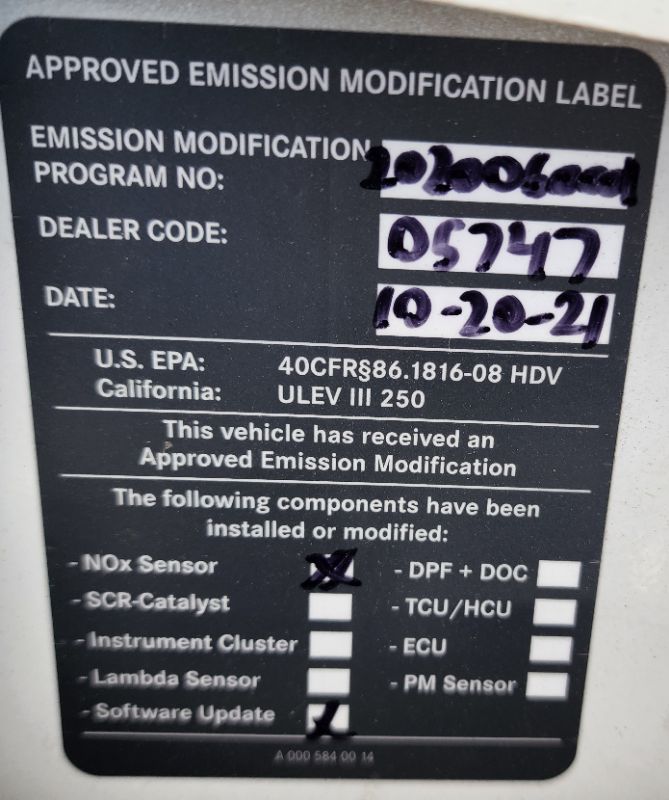 APPROVED EMISSION MODIFICATION LABEL
EMISSION MODIFICATION
PROGRAM NO: 2020060001
DEALER CODE: 05747
DATE: 10-20-21
U.S. EPA: 40CFR§86.1816-08 HDV
California: ULEV III 250
This vehicle has received an
Approved Emission Modification
The following components have been
installed or modified:
- NOx Sensor - DPF + DOC
- SCR-Catalyst - TCU/HCU
- Instrument Cluster - ECU
- Lambda Sensor - PM Sensor
- Software Update
A 000 584 00 14